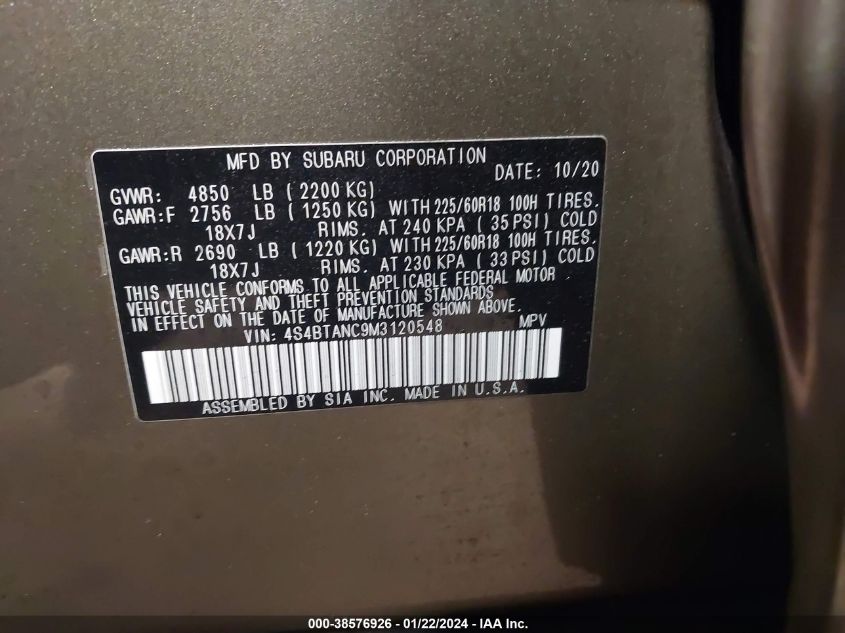 MFD BY SUBARU CORPORATION
DATE: 10/20
GVWR: 4850 LB (2200 KG)
GAWR:F 2756 LB (1250 KG) WITH 225/60R18 100H TIRES.
18X7J RIMS. AT 240 KPA (35 PSI) COLD
GAWR:R 2690 LB (1220 KG) WITH 225/60R18 100H TIRES.
18X7J RIMS. AT 230 KPA (33 PSI) COLD
THIS VEHICLE CONFORMS TO ALL APPLICABLE FEDERAL MOTOR
VEHICLE SAFETY AND THEFT PREVENTION STANDARDS
IN EFFECT ON THE DATE OF MANUFACTURE SHOWN ABOVE.
VIN: 4S4BTANC9M3120548 MPV
ASSEMBLED BY SIA INC. MADE IN U.S.A.
000-38576926 - 01/22/2024 - IAA Inc.